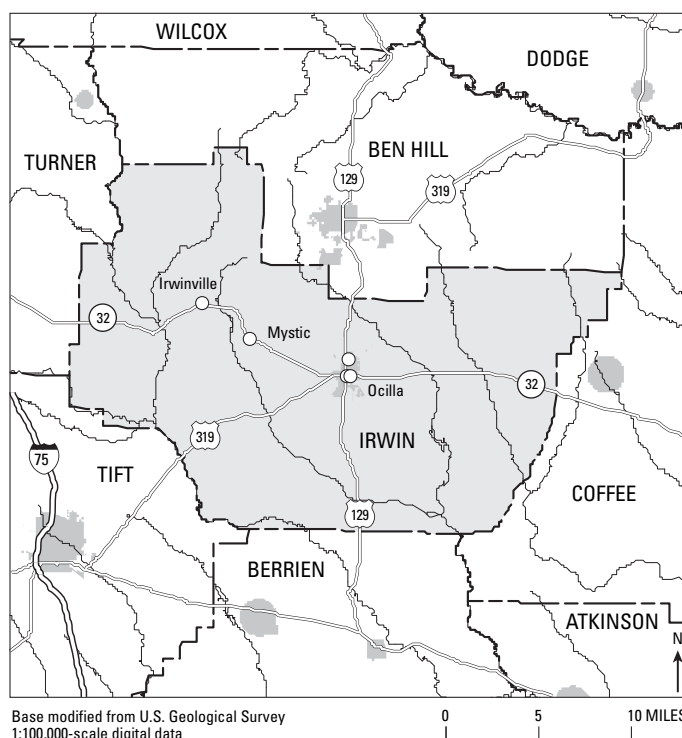 WILCOX
DODGE
TURNER
BEN HILL
129
319
Irwinville
32
Mystic
Ocilla
32
319
IRWIN
75
TIFT
COFFEE
129
BERRIEN
ATKINSON
N
Base modified from U.S. Geological Survey
1:100,000-scale digital data
0 5 10 MILES